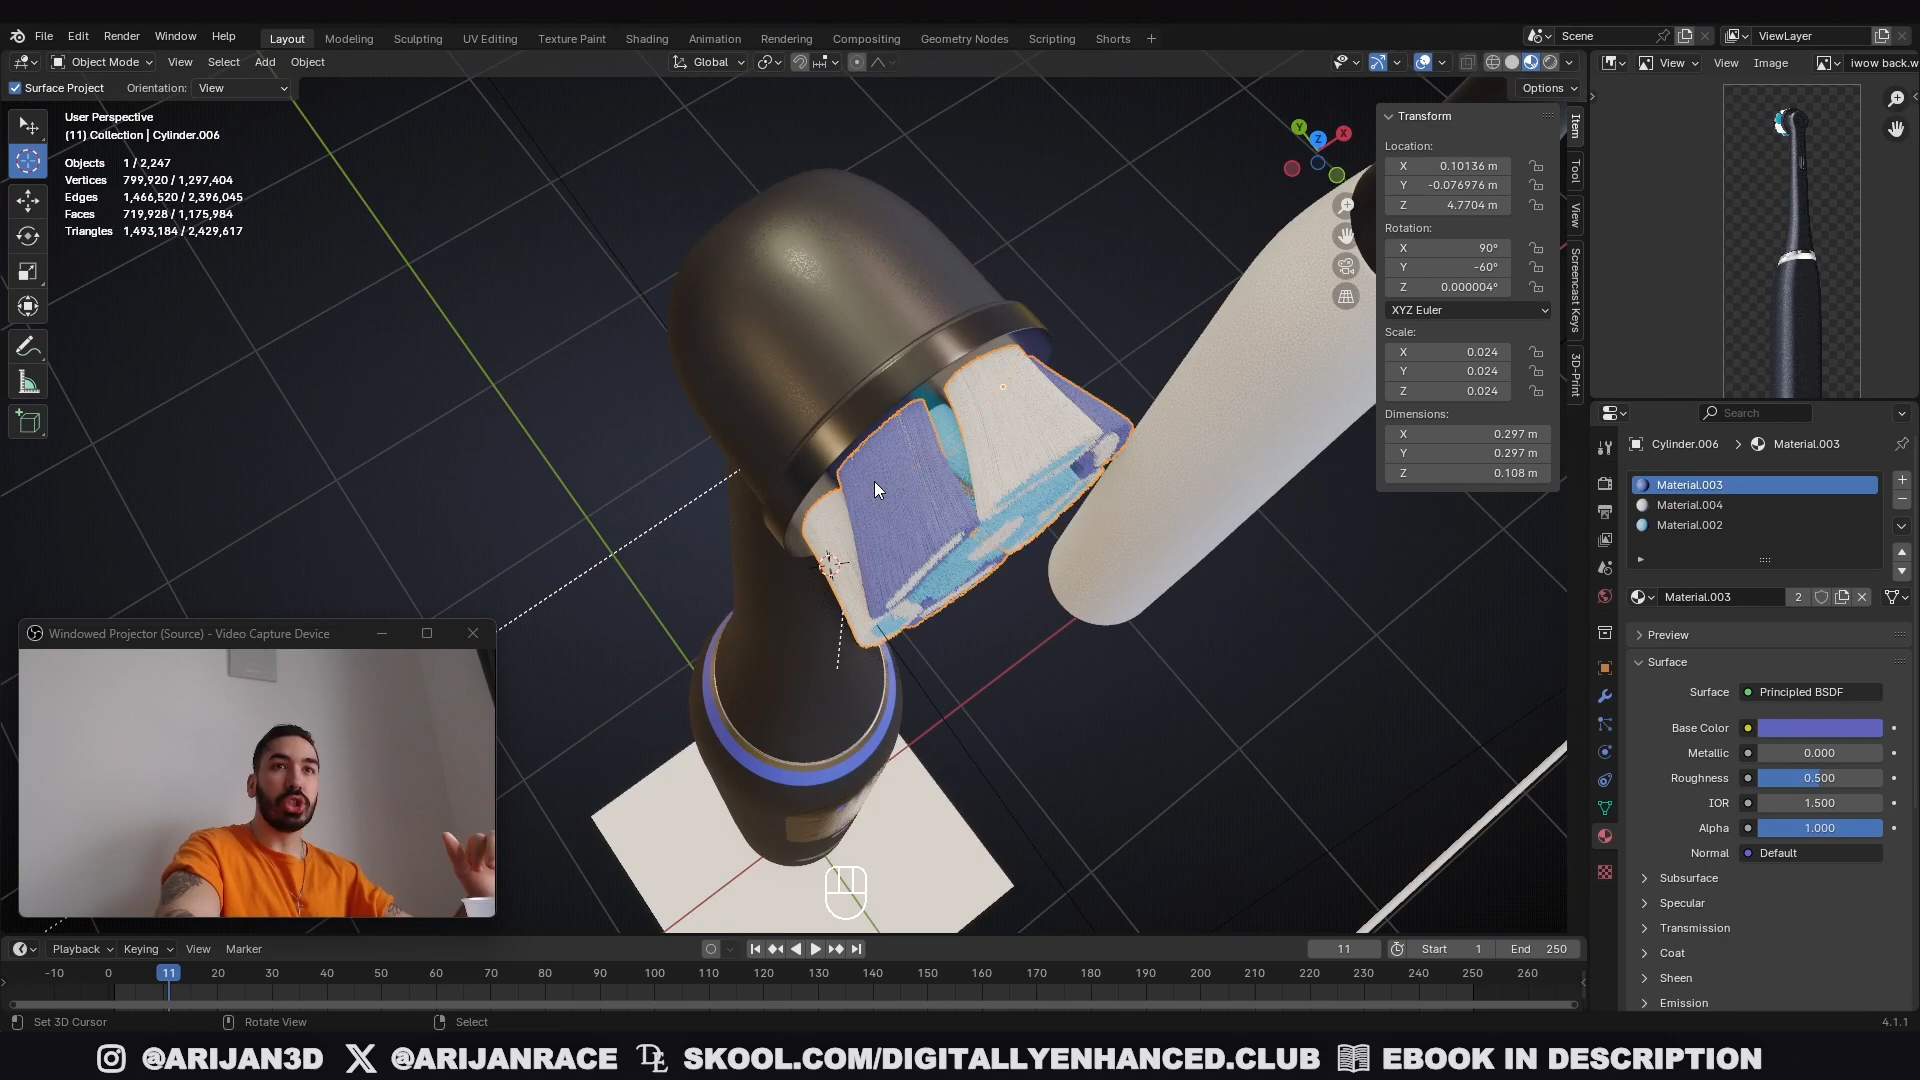 File Edit Render Window Help Layout Modeling Sculpting UV Editing Texture Paint Shading Animation Rendering Compositing Geometry Nodes Scripting Shorts + Scene ViewLayer
Object Mode View Select Add Object Global View View Image iwow back.w
Surface Project Orientation: View Options
User Perspective
(11) Collection | Cylinder.006
Objects 1 / 2,247
Vertices 799,920 / 1,297,404
Edges 1,466,520 / 2,396,045
Faces 719,928 / 1,175,984
Triangles 1,493,184 / 2,429,617
Y Z X
Transform
Location:
X 0.10136 m
Y -0.076976 m
Z 4.7704 m
Rotation:
X 90°
Y -60°
Z 0.000004°
XYZ Euler
Scale:
X 0.024
Y 0.024
Z 0.024
Dimensions:
X 0.297 m
Y 0.297 m
Z 0.108 m
Item
Tool
View
Screencast Keys
3D-Print
Search
Cylinder.006 > Material.003
Material.003
Material.004
Material.002
Material.003 2
Preview
Surface
Surface Principled BSDF
Base Color
Metallic 0.000
Roughness 0.500
IOR 1.500
Alpha 1.000
Normal Default
Subsurface
Specular
Transmission
Coat
Sheen
Emission
Windowed Projector (Source) - Video Capture Device
Playback Keying View Marker 11 Start 1 End 250
-10 0 11 20 30 40 50 60 70 80 90 100 110 120 130 140 150 160 170 180 190 200 210 220 230 240 250 260
Set 3D Cursor Rotate View Select 4.1.1
@ARIJAN3D @ARIJANRACE SKOOL.COM/DIGITALLYENHANCED.CLUB EBOOK IN DESCRIPTION